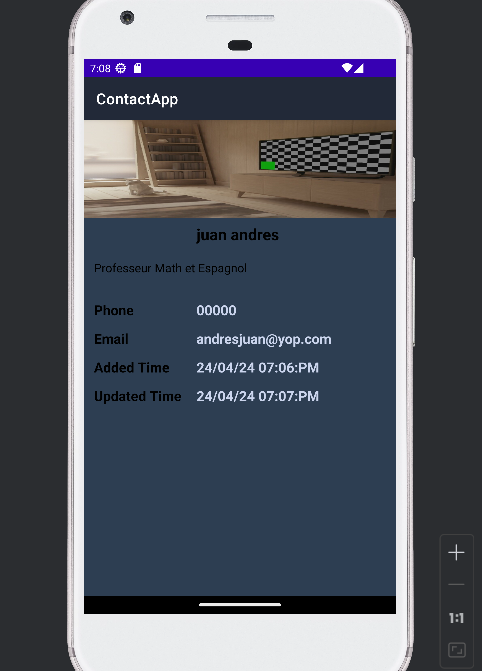 7:08
ContactApp
juan andres
Professeur Math et Espagnol
Phone 00000
Email andresjuan@yop.com
Added Time 24/04/24 07:06:PM
Updated Time 24/04/24 07:07:PM
1:1